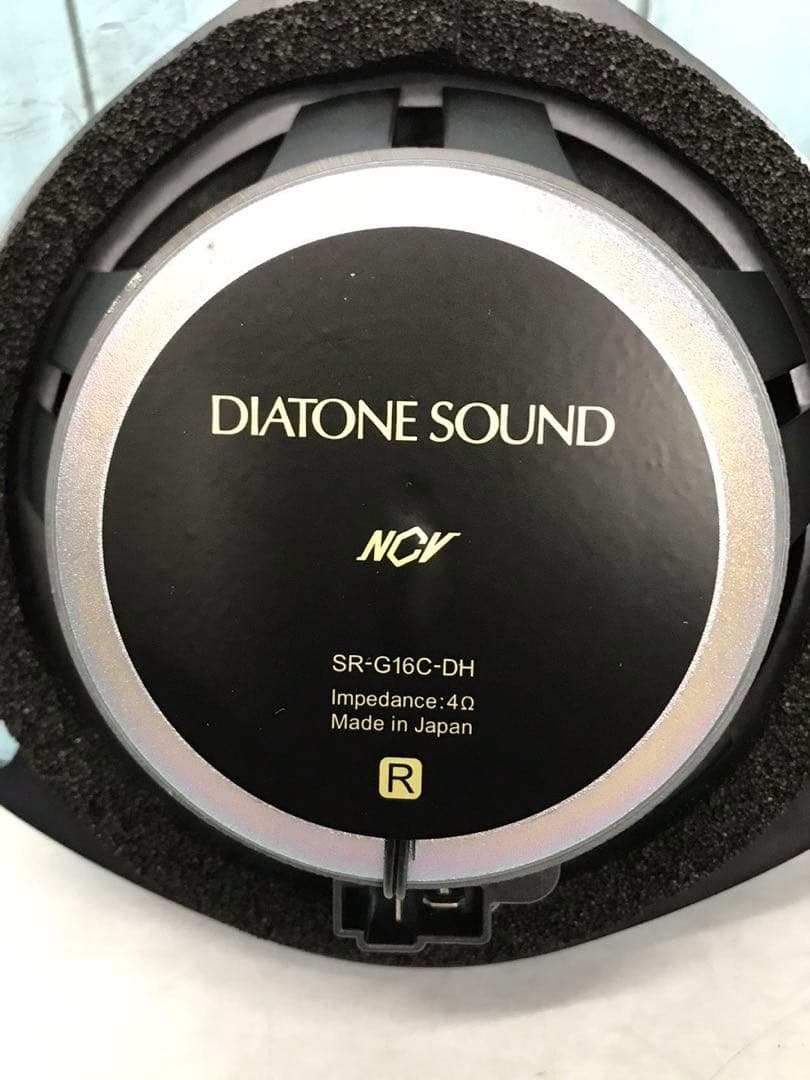 DIATONE SOUND
NCV
SR-G16C-DH
Impedance:4Ω
Made in Japan
R